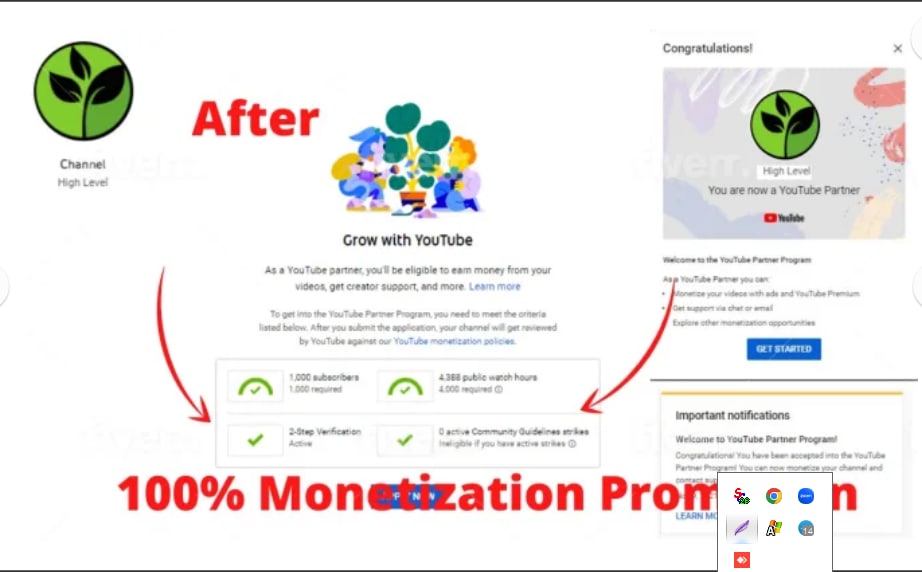 After
Channel
High Level
Grow with YouTube
As a YouTube partner, you'll be eligible to earn money from your
videos, get creator support, and more. Learn more
To get into the YouTube Partner Program, you need to meet the criteria
listed below. After you submit the application, your channel will get reviewed
by YouTube against our YouTube monetization policies.
1,000 subscribers
1,000 required
4,388 public watch hours
4,000 required
2-Step Verification
Active
0 active Community Guidelines strikes
Ineligible if you have active strikes
100% Monetization
Congratulations!
High Level
You are now a YouTube Partner
YouTube
Welcome to the YouTube Partner Program
As a YouTube Partner you can:
Monetize your videos with ads and YouTube Premium
Get support via chat or email
Explore other monetization opportunities
GET STARTED
Important notifications
Welcome to YouTube Partner Program!
Congratulations! You have been accepted into the YouTube
Partner Program! You can now monetize your channel and
contact
LEARN
zoom
14
fiverr